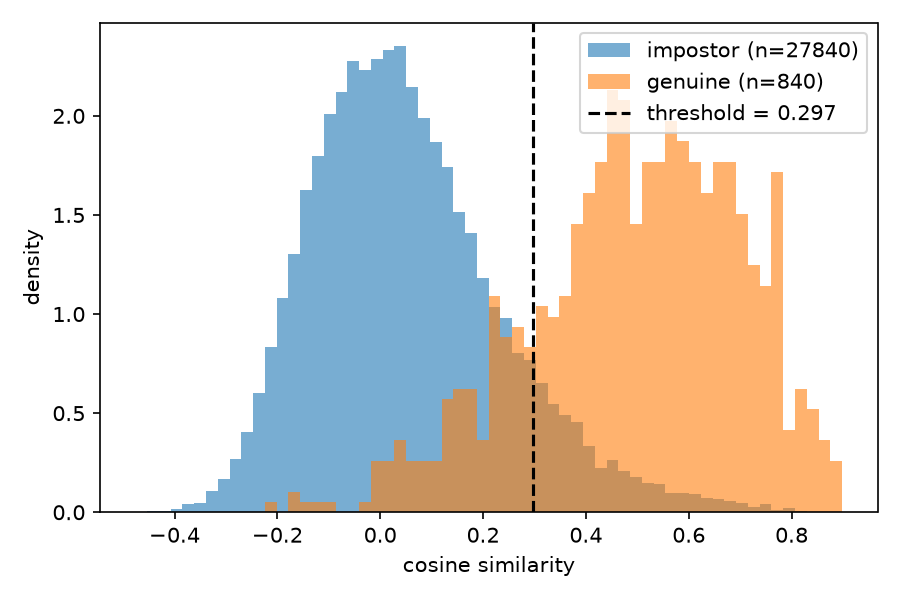 impostor (n=27840)
genuine (n=840)
threshold = 0.297
density
2.0
1.5
1.0
0.5
0.0
−0.4 −0.2 0.0 0.2 0.4 0.6 0.8
cosine similarity